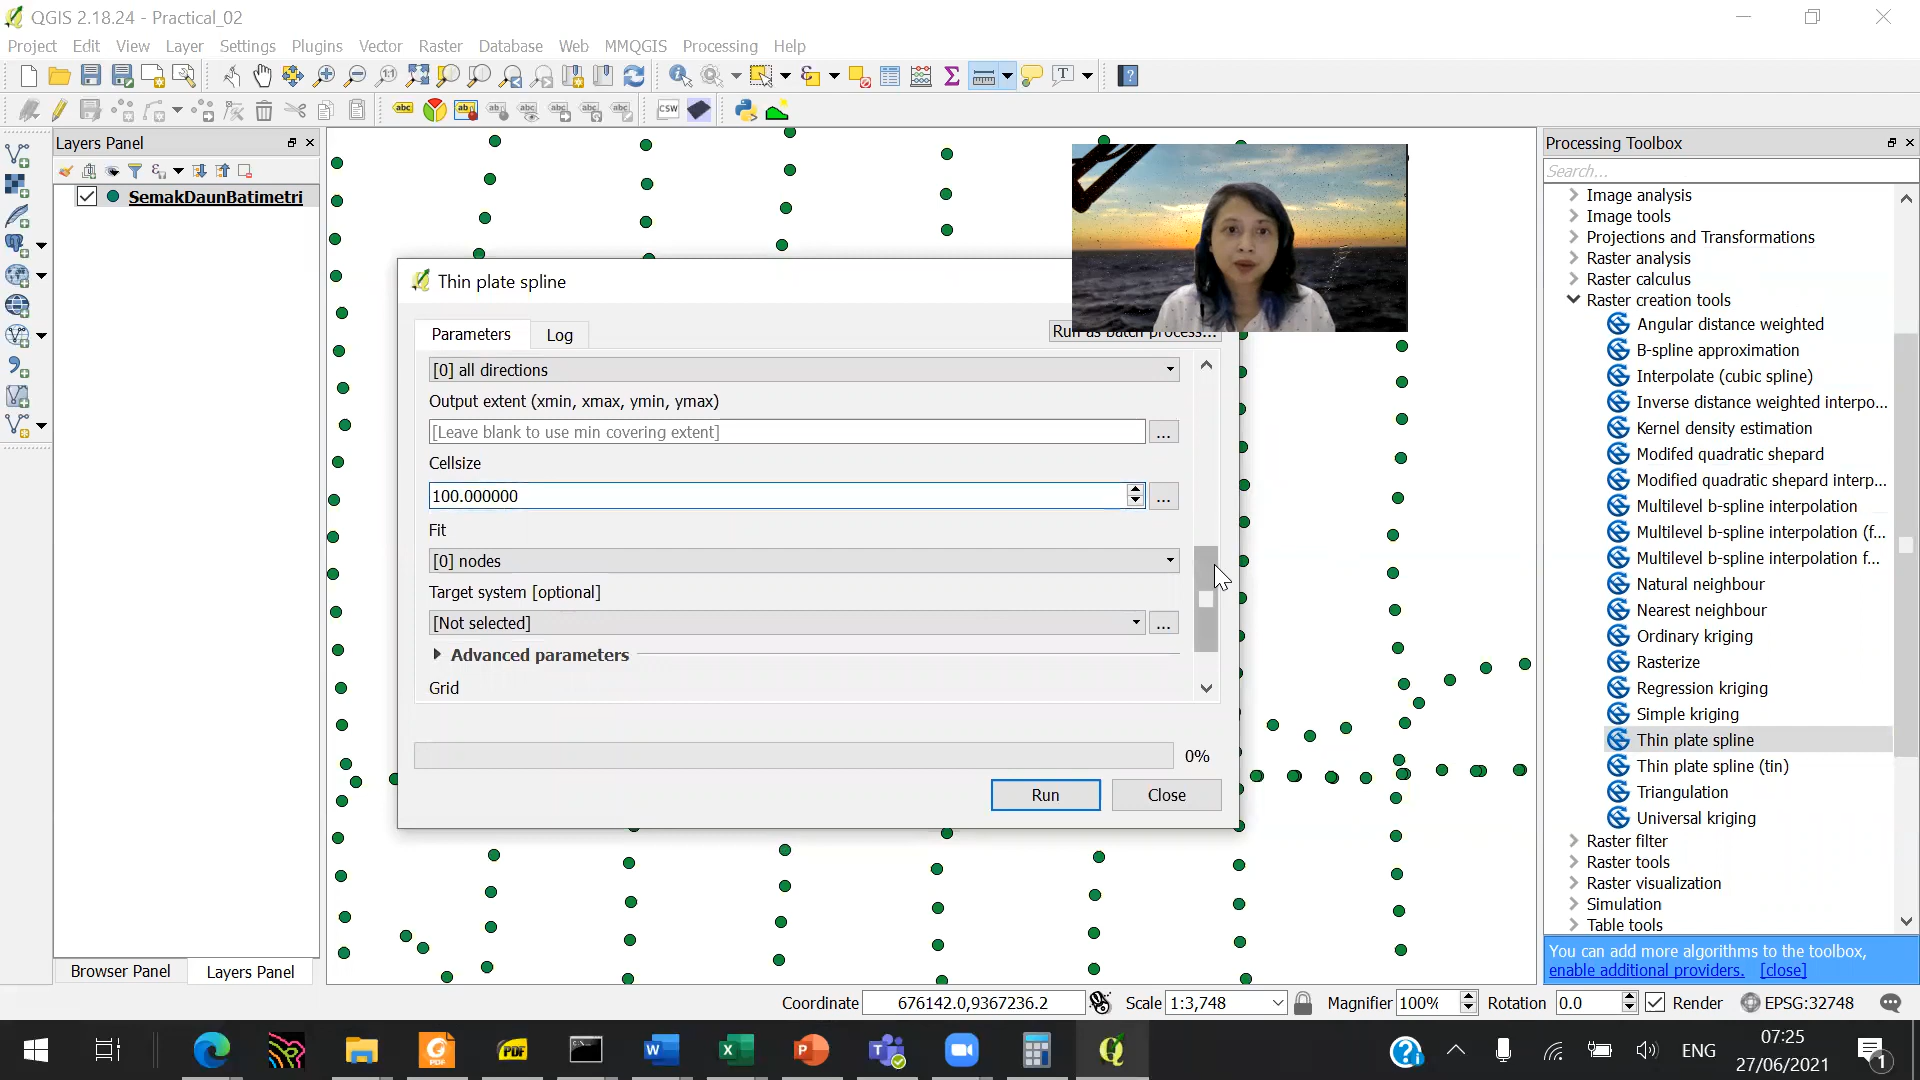 QGIS 2.18.24 - Practical_02
Project Edit View Layer Settings Plugins Vector Raster Database Web MMQGIS Processing Help
Layers Panel
SemakDaunBatimetri
Thin plate spline
Parameters
Log
Run as batch process...
[0] all directions
Output extent (xmin, xmax, ymin, ymax)
[Leave blank to use min covering extent]
...
Cellsize
100.000000
...
Fit
[0] nodes
Target system [optional]
[Not selected]
...
Advanced parameters
Grid
0%
Run
Close
Processing Toolbox
Search...
Image analysis
Image tools
Projections and Transformations
Raster analysis
Raster calculus
Raster creation tools
Angular distance weighted
B-spline approximation
Interpolate (cubic spline)
Inverse distance weighted interpo...
Kernel density estimation
Modifed quadratic shepard
Modified quadratic shepard interp...
Multilevel b-spline interpolation
Multilevel b-spline interpolation (f...
Multilevel b-spline interpolation f...
Natural neighbour
Nearest neighbour
Ordinary kriging
Rasterize
Regression kriging
Simple kriging
Thin plate spline
Thin plate spline (tin)
Triangulation
Universal kriging
Raster filter
Raster tools
Raster visualization
Simulation
Table tools
You can add more algorithms to the toolbox,
enable additional providers. [close]
Browser Panel
Layers Panel
Coordinate 676142.0,9367236.2 Scale 1:3,748 Magnifier 100% Rotation 0.0 Render EPSG:32748
ENG
07:25
27/06/2021
1